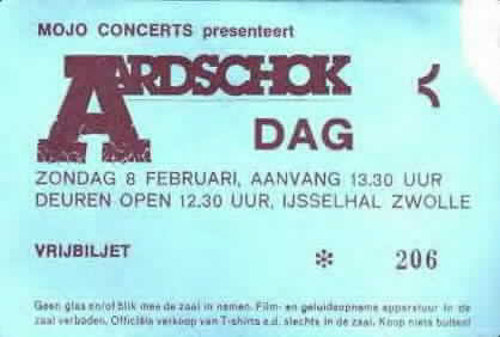 MOJO CONCERTS presenteert
AARDSCHOK
DAG
ZONDAG 8 FEBRUARI, AANVANG 13.30 UUR
DEUREN OPEN 12.30 UUR, IJSSELHAL ZWOLLE
VRIJBILJET * 206
Geen glas en/of blik mee de zaal in nemen. Film- en geluidsopname apparatuur in de
zaal verboden. Officiële verkoop van T-shirts e.d. slechts in de zaal. Koop niets buiten!